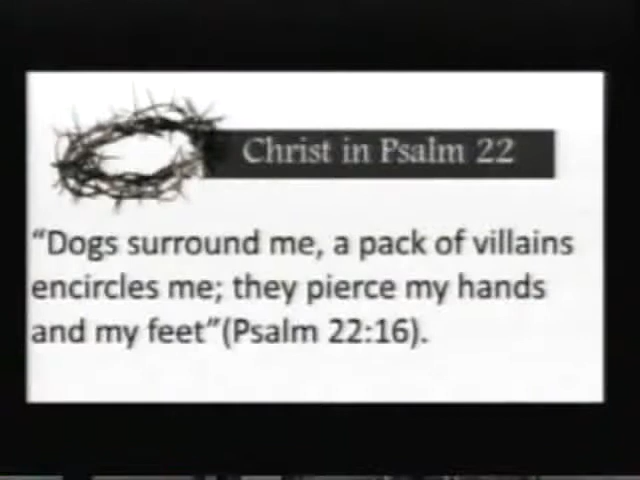 Christ in Psalm 22
“Dogs surround me, a pack of villains
encircles me; they pierce my hands
and my feet”(Psalm 22:16).